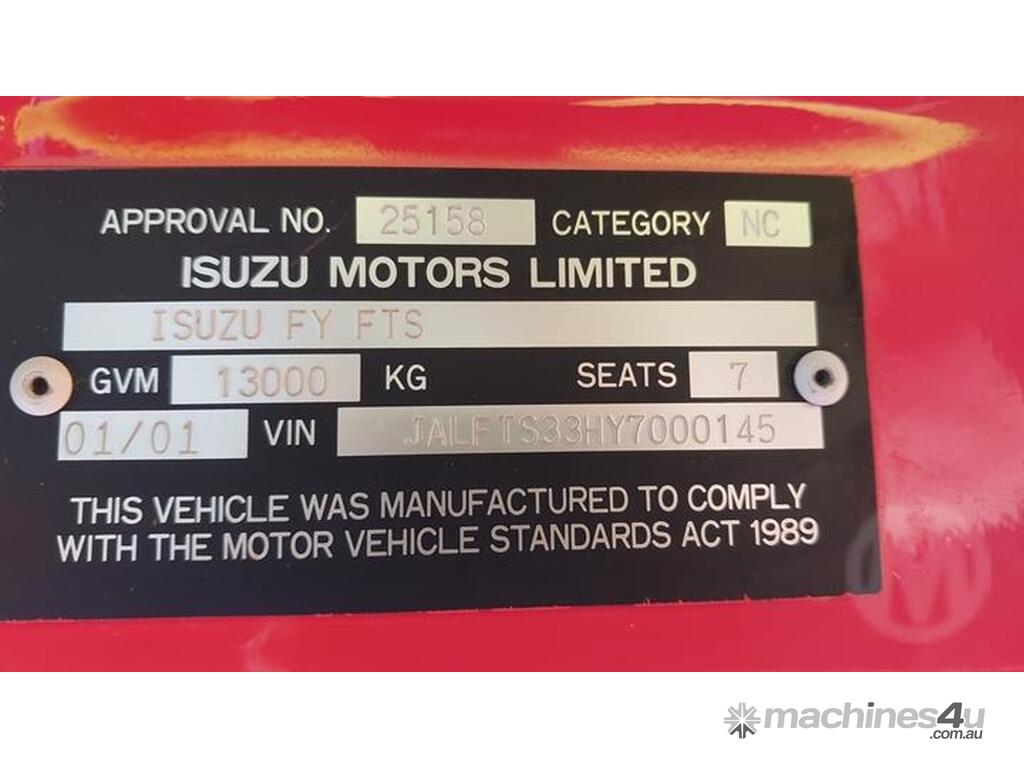 APPROVAL NO. 25158 CATEGORY NC
ISUZU MOTORS LIMITED
ISUZU FY FTS
GVM 13000 KG SEATS 7
01/01 VIN JALFTS33HY7000145
THIS VEHICLE WAS MANUFACTURED TO COMPLY
WITH THE MOTOR VEHICLE STANDARDS ACT 1989
machines4u
.com.au